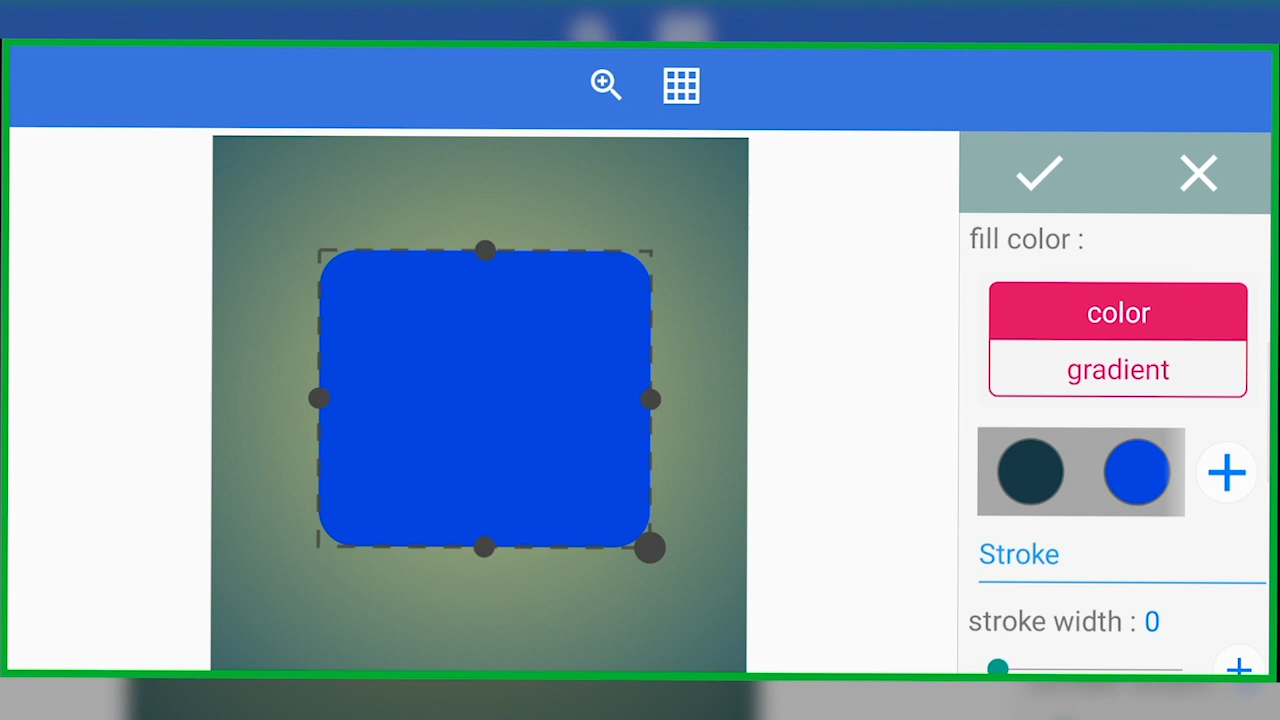 fill color :
color
gradient
Stroke
stroke width : 0